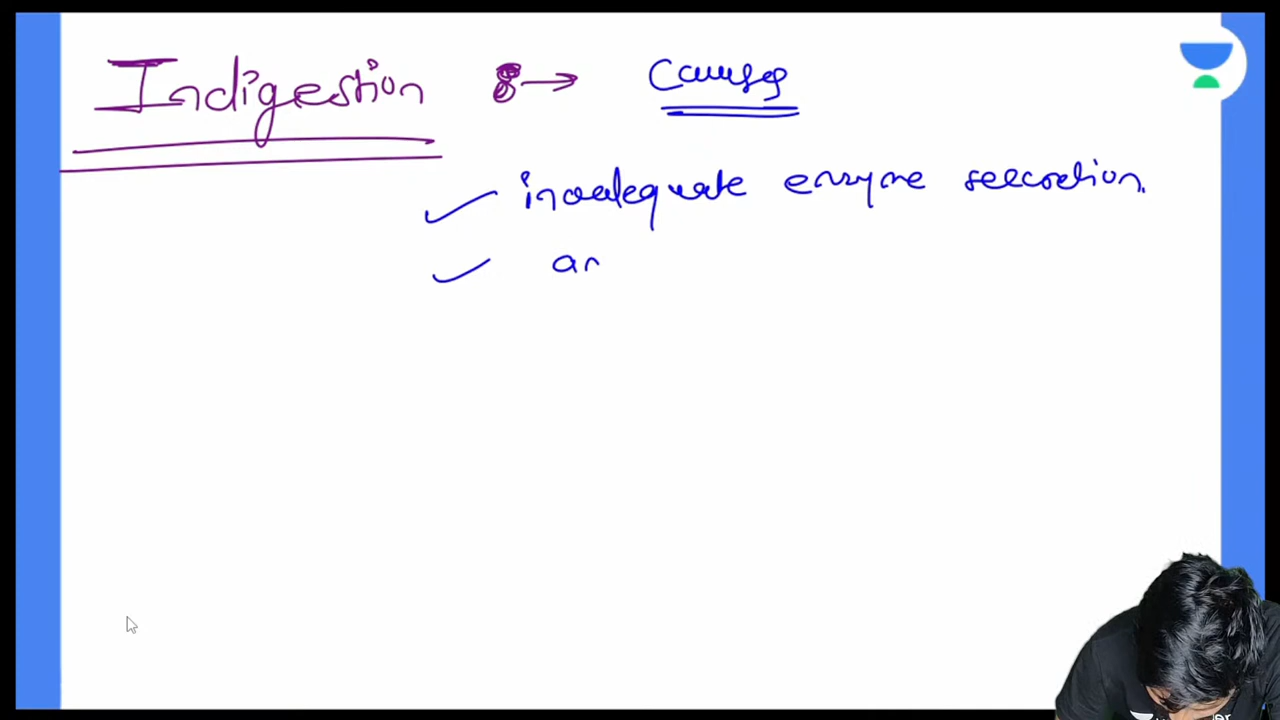 Indigestion :→ Causes
✓ inadequate enzyme secretion.
✓ an